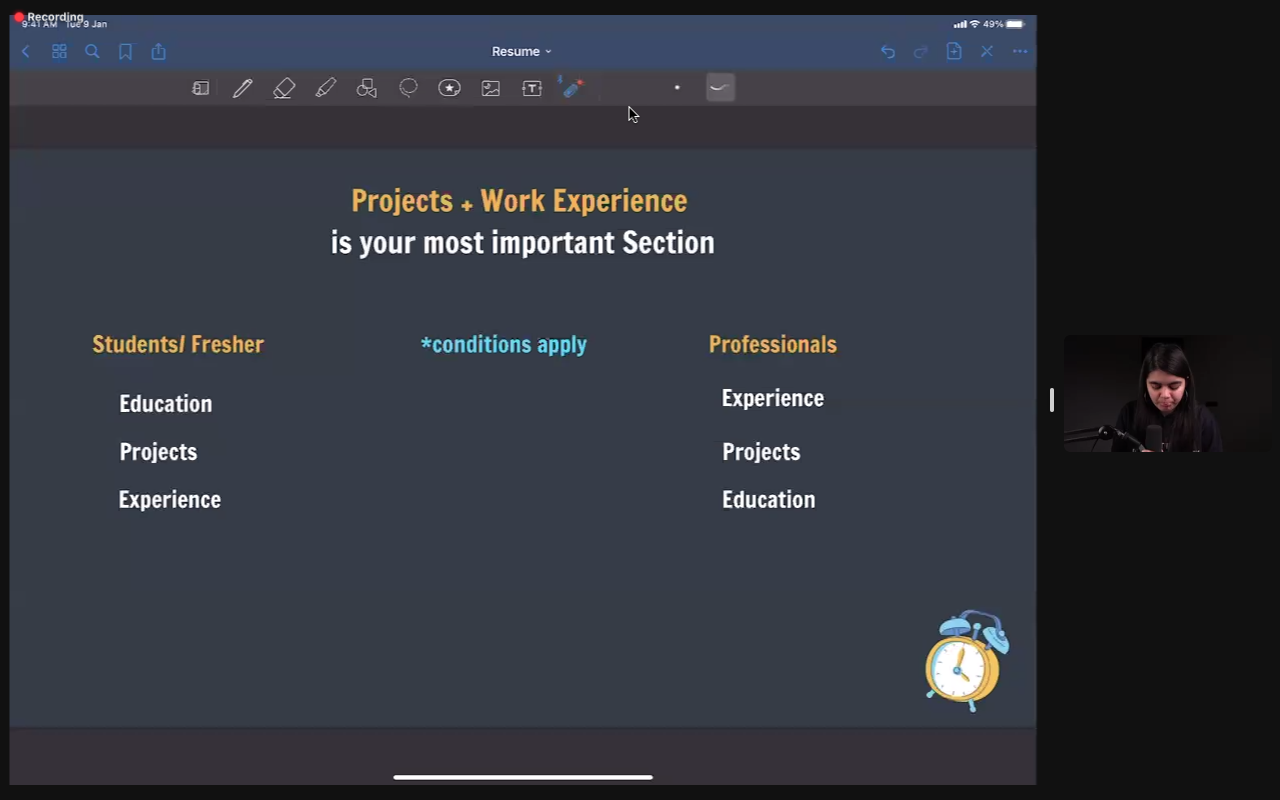 Recording
9:41 AM Tue 9 Jan
49%
Resume
T
Projects + Work Experience
is your most important Section
Students/ Fresher
*conditions apply
Professionals
Education
Projects
Experience
Experience
Projects
Education